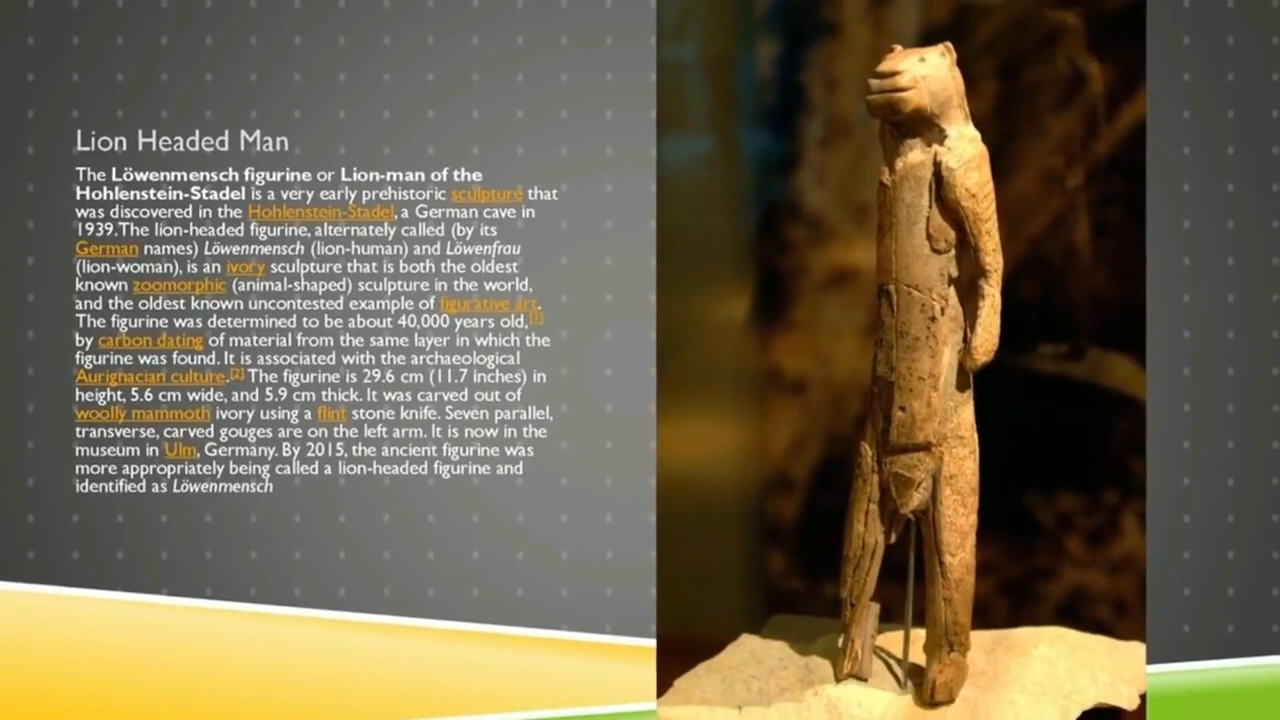 Lion Headed Man
The Löwenmensch figurine or Lion-man of the
Hohlenstein-Stadel is a very early prehistoric sculpture that
was discovered in the Hohlenstein-Stadel, a German cave in
1939.The lion-headed figurine, alternately called (by its
German names) Löwenmensch (lion-human) and Löwenfrau
(lion-woman), is an ivory sculpture that is both the oldest
known zoomorphic (animal-shaped) sculpture in the world,
and the oldest known uncontested example of figurative art.
The figurine was determined to be about 40,000 years old,[1]
by carbon dating of material from the same layer in which the
figurine was found. It is associated with the archaeological
Aurignacian culture.[2] The figurine is 29.6 cm (11.7 inches) in
height, 5.6 cm wide, and 5.9 cm thick. It was carved out of
woolly mammoth ivory using a flint stone knife. Seven parallel,
transverse, carved gouges are on the left arm. It is now in the
museum in Ulm, Germany. By 2015, the ancient figurine was
more appropriately being called a lion-headed figurine and
identified as Löwenmensch